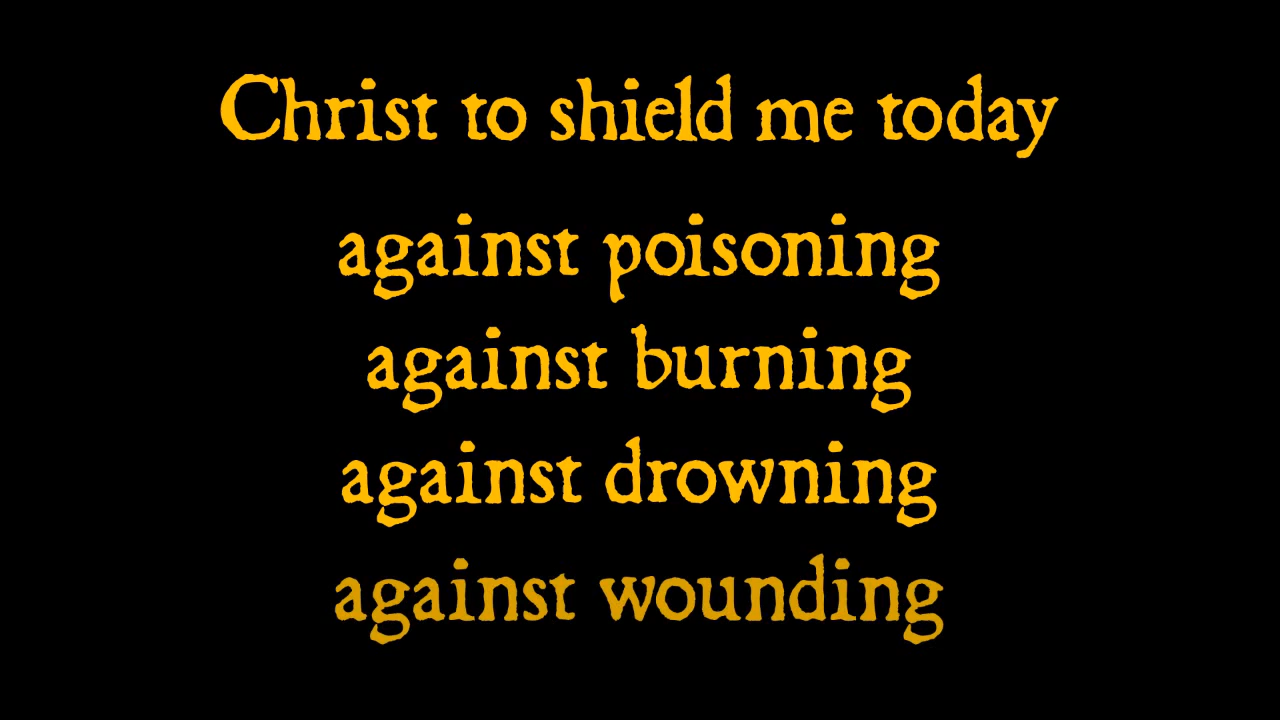 Christ to shield me today
against poisoning
against burning
against drowning
against wounding